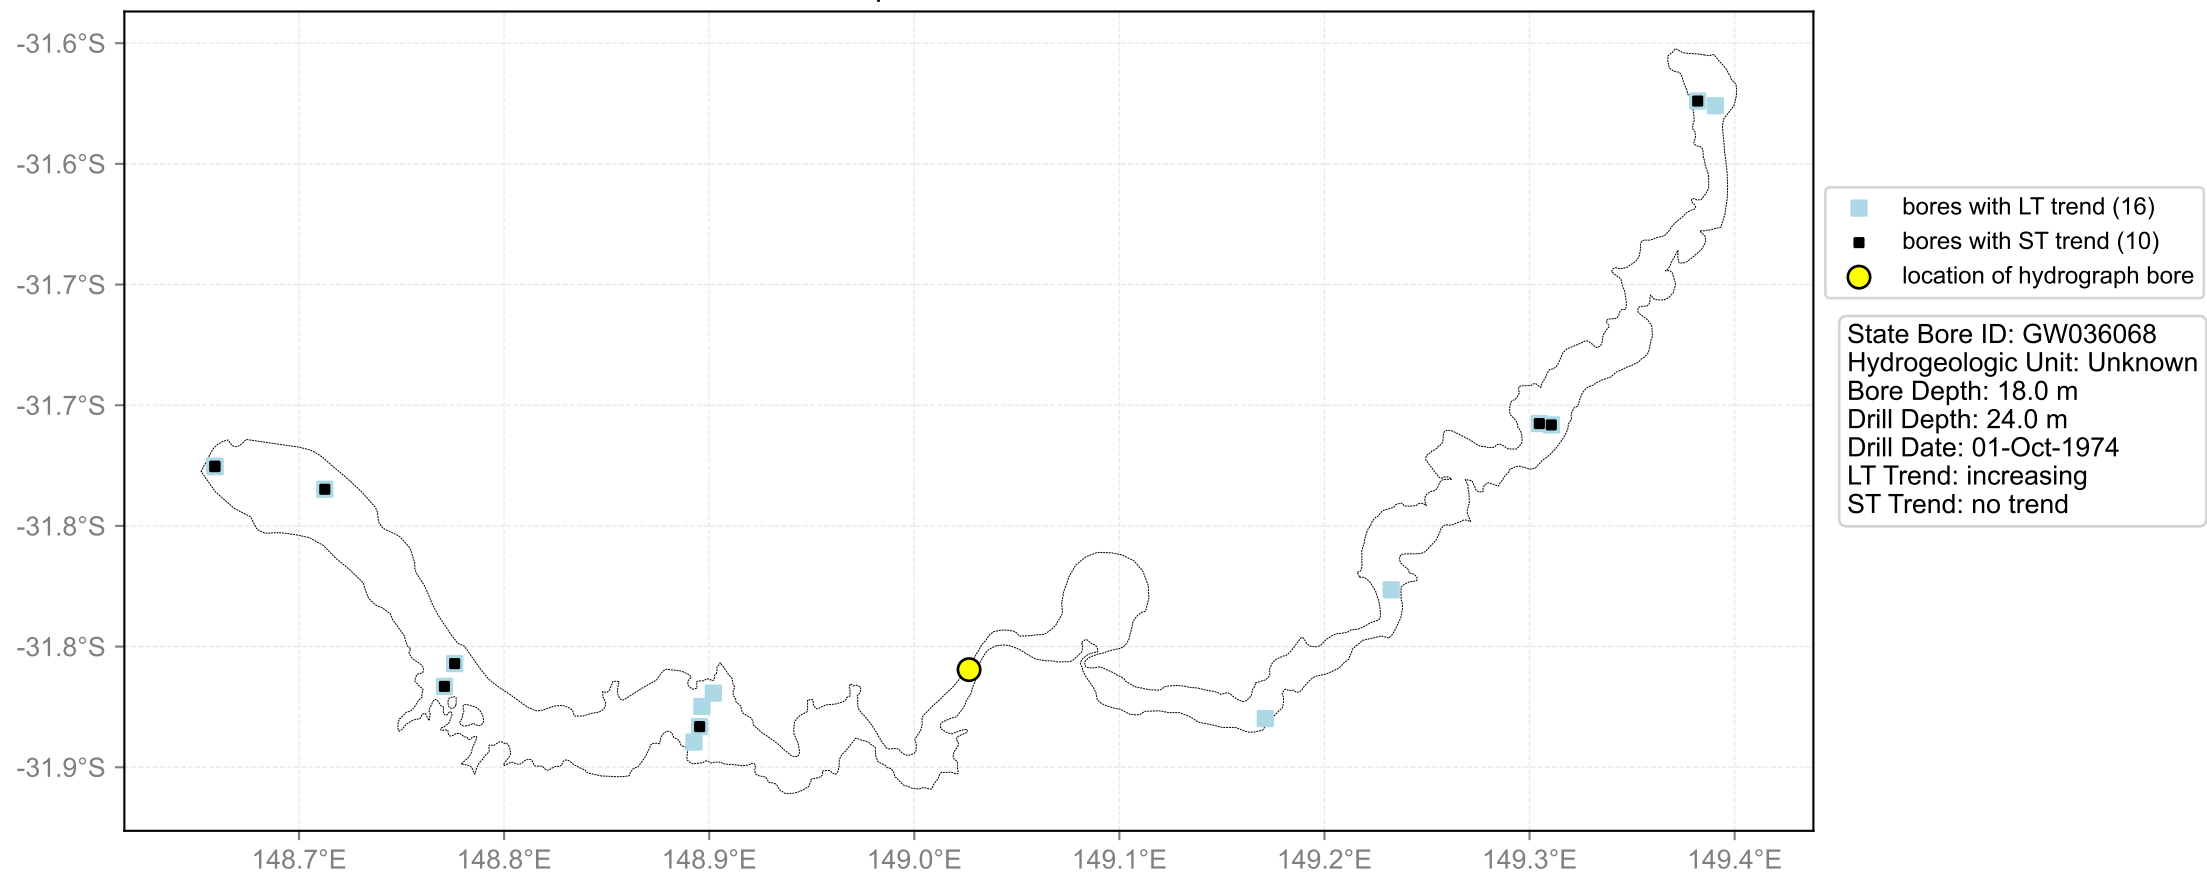 -31.6°S
-31.6°S
-31.7°S
-31.7°S
-31.8°S
-31.8°S
-31.9°S
148.7°E
148.8°E
148.9°E
149.0°E
149.1°E
149.2°E
149.3°E
149.4°E
bores with LT trend (16)
bores with ST trend (10)
location of hydrograph bore
State Bore ID: GW036068
Hydrogeologic Unit: Unknown
Bore Depth: 18.0 m
Drill Depth: 24.0 m
Drill Date: 01-Oct-1974
LT Trend: increasing
ST Trend: no trend